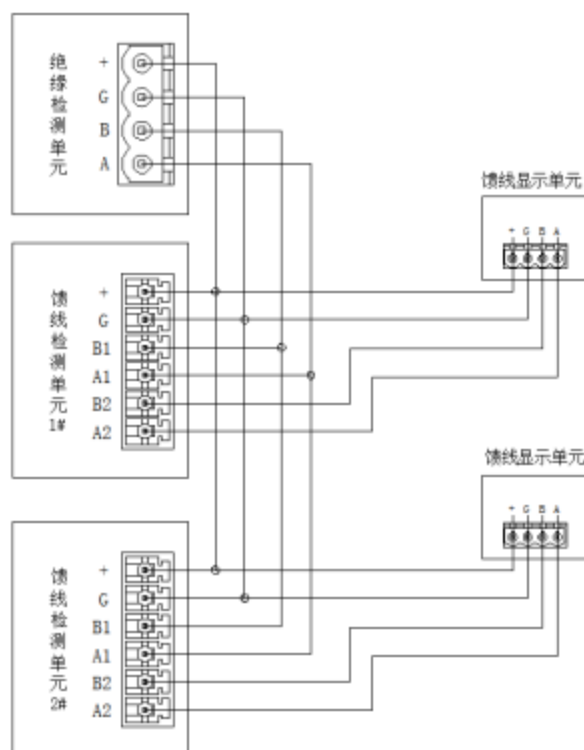 绝缘检测单元
+
G
B
A
馈线显示单元
+ G B A
馈线检测单元1#
+
G
B1
A1
B2
A2
馈线显示单元
+ G B A
馈线检测单元2#
+
G
B1
A1
B2
A2